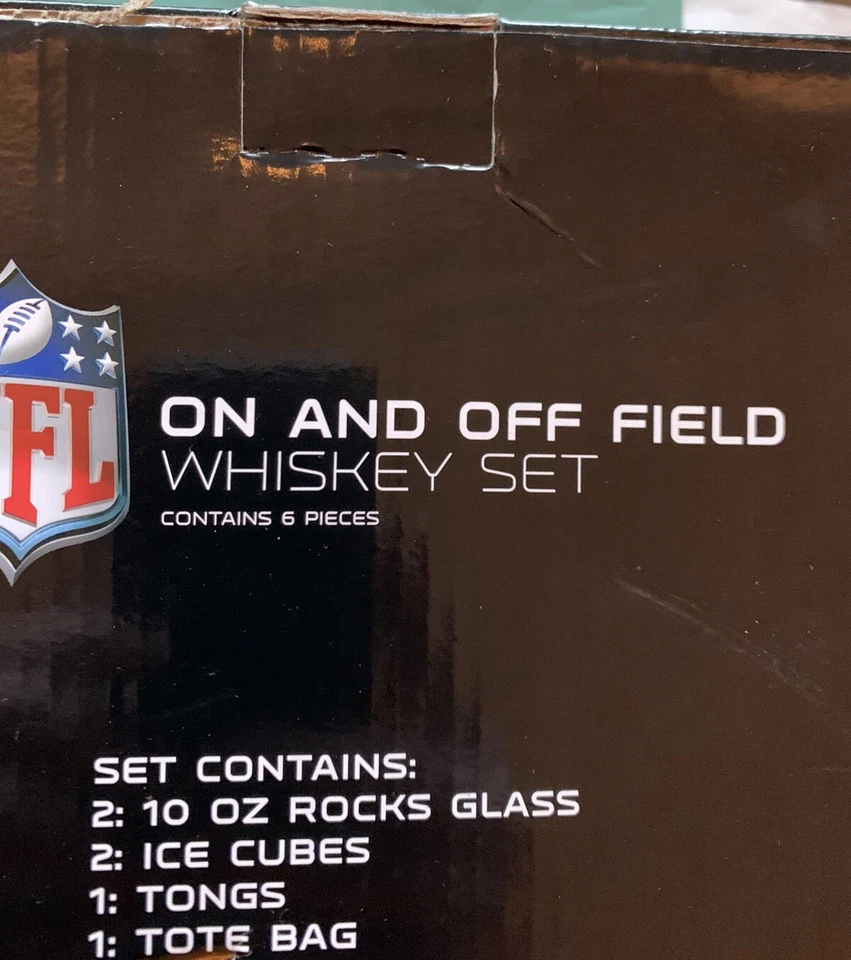 FL
ON AND OFF FIELD
WHISKEY SET
CONTAINS 6 PIECES
SET CONTAINS:
2: 10 OZ ROCKS GLASS
2: ICE CUBES
1: TONGS
1: TOTE BAG